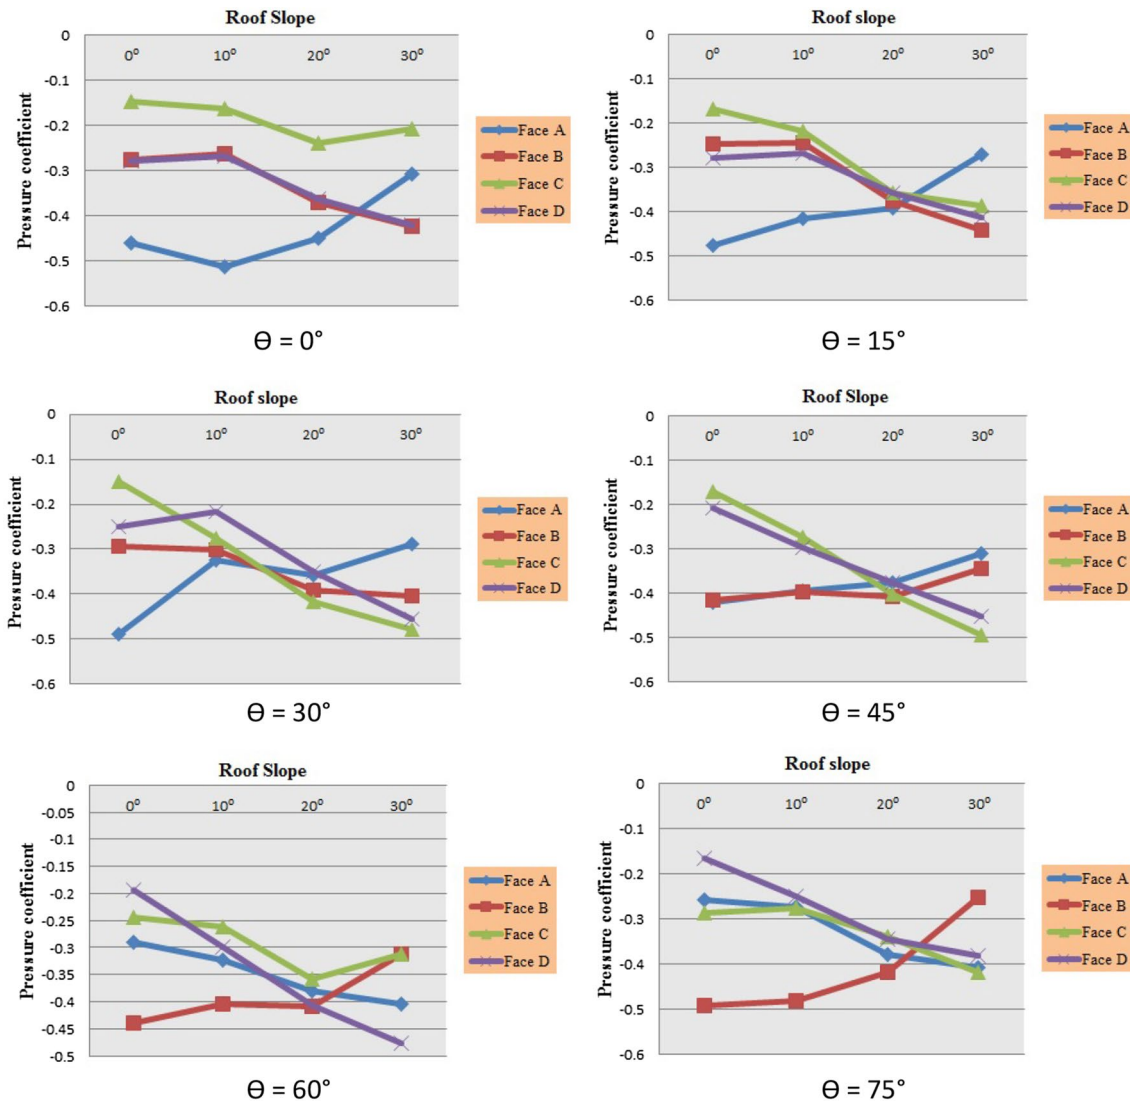 Roof Slope
0
0° 10° 20° 30°
-0.1
-0.2
-0.3
-0.4
-0.5
-0.6
Pressure coefficient
Face A
Face B
Face C
Face D
Ɵ = 0°
Roof slope
0
0° 10° 20° 30°
-0.1
-0.2
-0.3
-0.4
-0.5
-0.6
Pressure coefficient
Face A
Face B
Face C
Face D
Ɵ = 15°
Roof slope
0
0° 10° 20° 30°
-0.1
-0.2
-0.3
-0.4
-0.5
-0.6
Pressure coefficient
Face A
Face B
Face C
Face D
Ɵ = 30°
Roof Slope
0
0° 10° 20° 30°
-0.1
-0.2
-0.3
-0.4
-0.5
-0.6
Pressure coefficient
Face A
Face B
Face C
Face D
Ɵ = 45°
Roof Slope
0
0° 10° 20° 30°
-0.05
-0.1
-0.15
-0.2
-0.25
-0.3
-0.35
-0.4
-0.45
-0.5
Pressure coefficient
Face A
Face B
Face C
Face D
Ɵ = 60°
Roof slope
0
0° 10° 20° 30°
-0.1
-0.2
-0.3
-0.4
-0.5
-0.6
Pressure coefficient
Face A
Face B
Face C
Face D
Ɵ = 75°